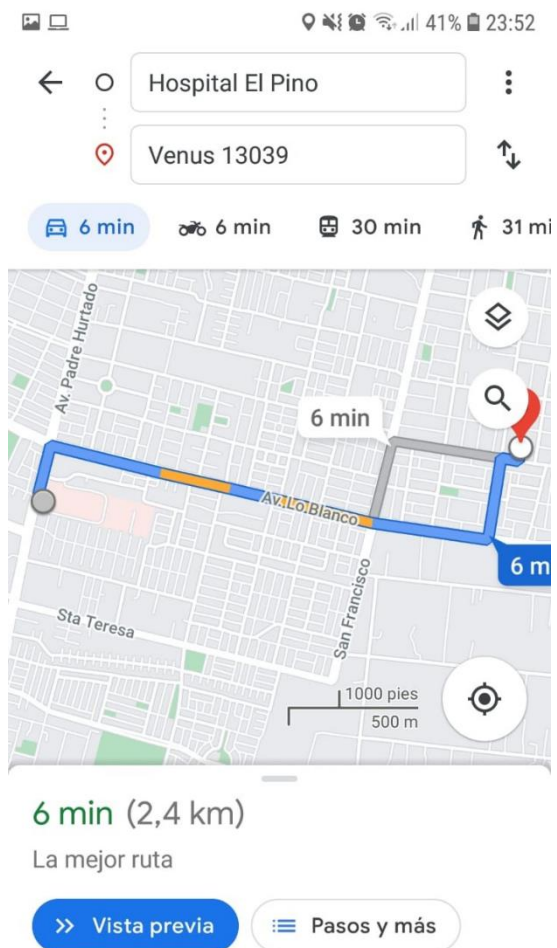 41% 23:52
Hospital El Pino
Venus 13039
6 min 6 min 30 min 31 mi
Av. Padre Hurtado
6 min
Av. Lo Blanco
6 m
San Francisco
Sta Teresa
1000 pies
500 m
6 min (2,4 km)
La mejor ruta
Vista previa Pasos y más